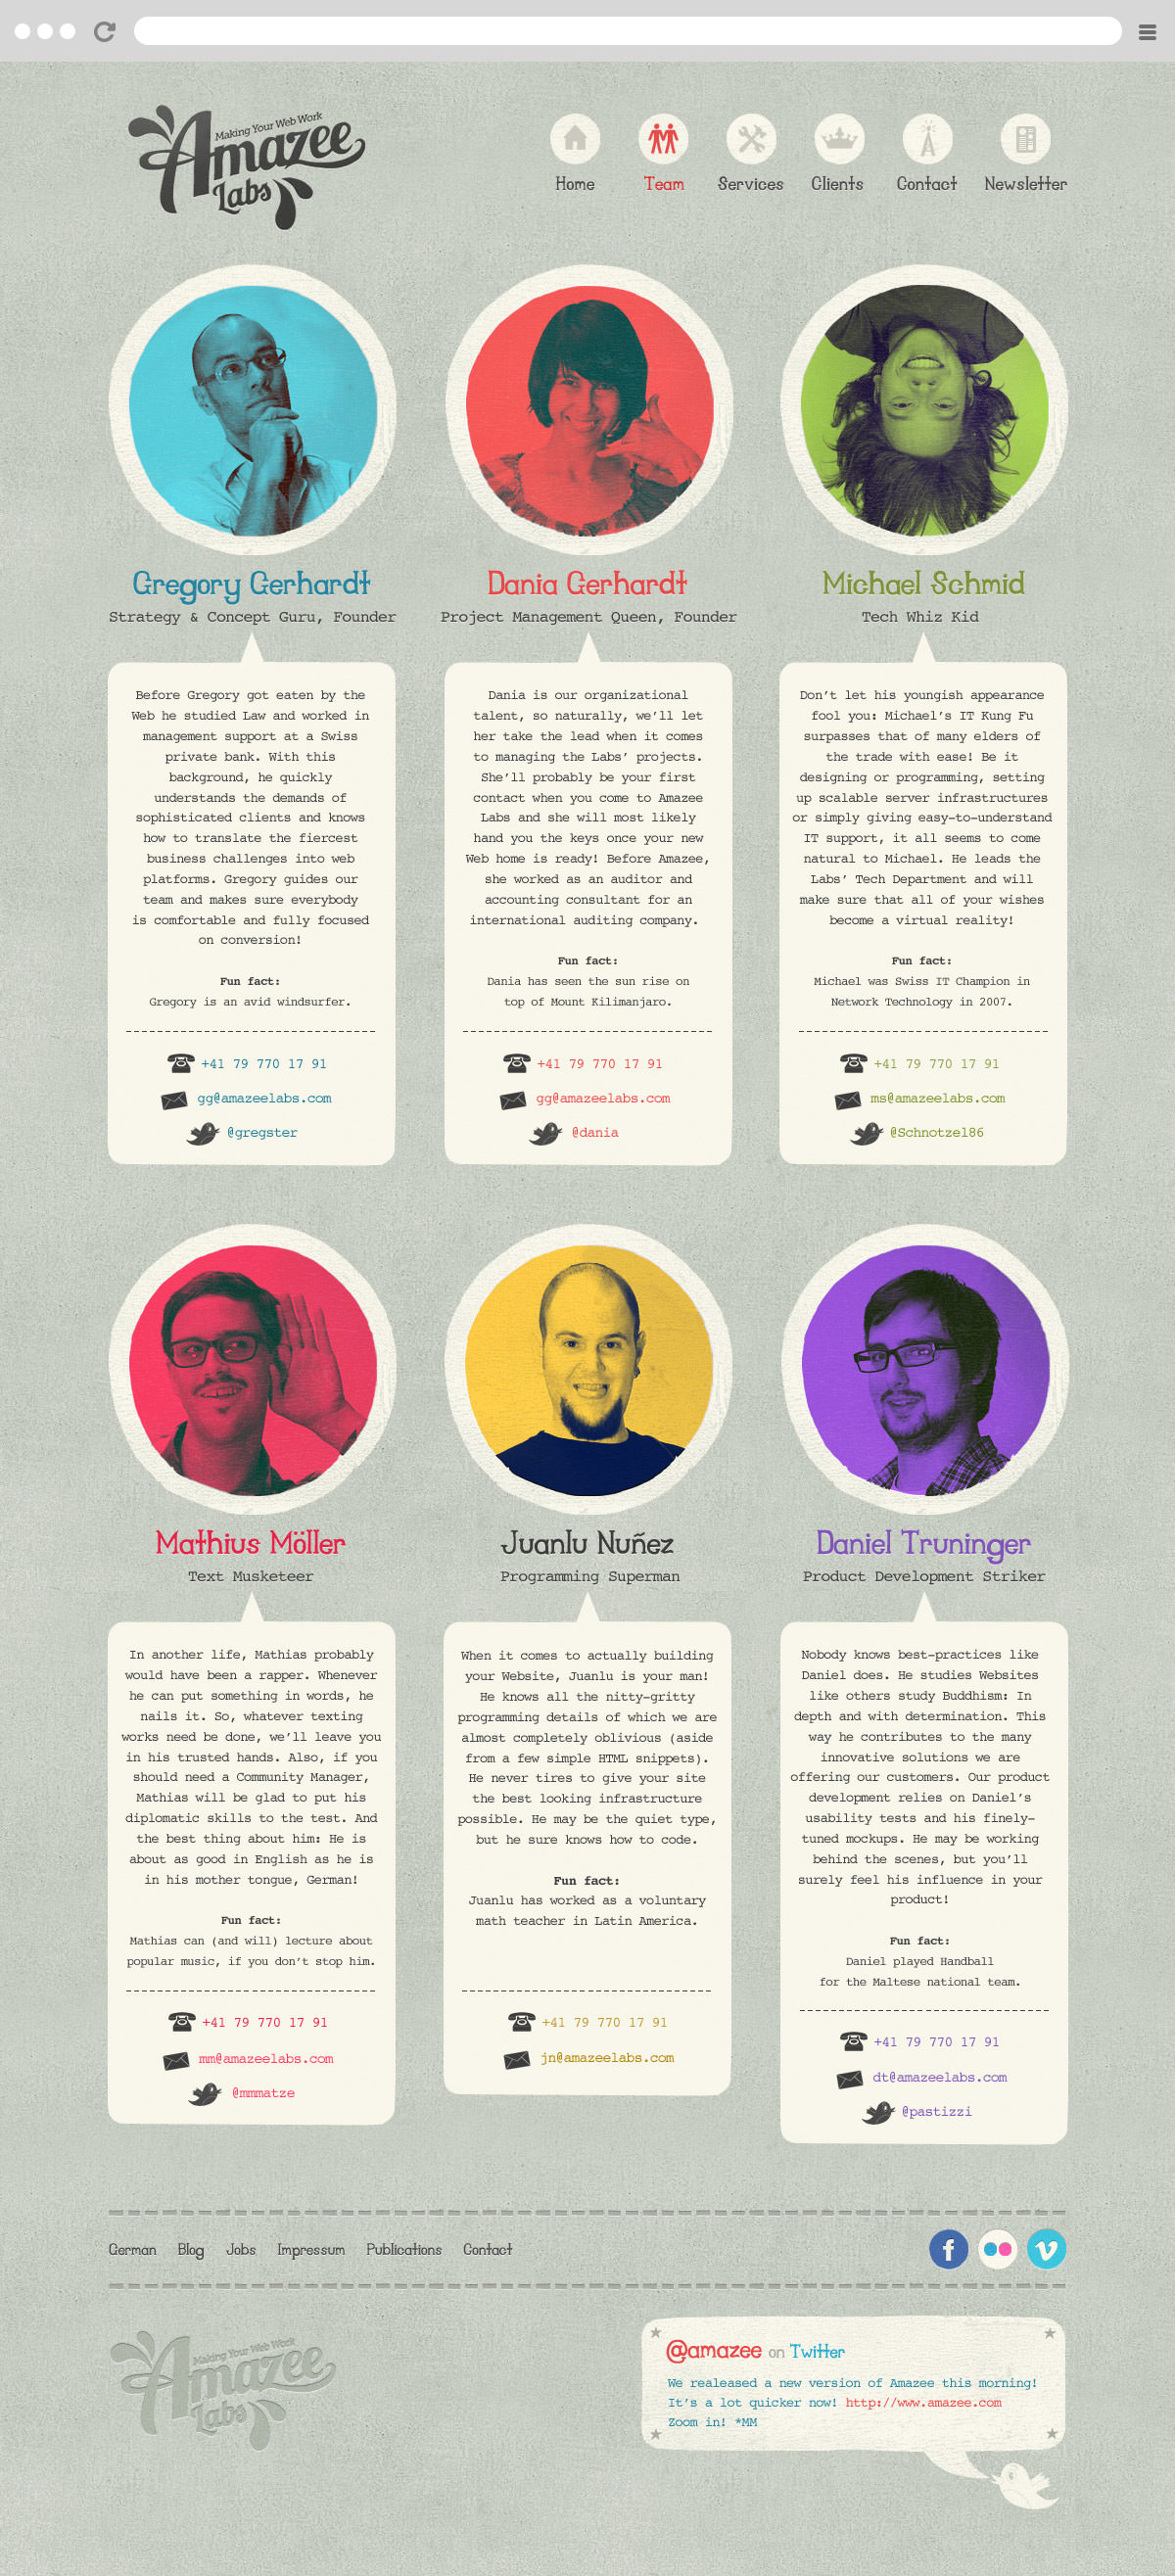 Making Your Web Work
Amazee
Labs
Home
Team
Services
Clients
Contact
Newsletter
Gregory Gerhardt
Strategy & Concept Guru, Founder
Before Gregory got eaten by the
Web he studied Law and worked in
management support at a Swiss
private bank. With this
background, he quickly
understands the demands of
sophisticated clients and knows
how to translate the fiercest
business challenges into web
platforms. Gregory guides our
team and makes sure everybody
is comfortable and fully focused
on conversion!
Fun fact:
Gregory is an avid windsurfer.
+41 79 770 17 91
gg@amazeelabs.com
@gregster
Dania Gerhardt
Project Management Queen, Founder
Dania is our organizational
talent, so naturally, we'll let
her take the lead when it comes
to managing the Labs' projects.
She'll probably be your first
contact when you come to Amazee
Labs and she will most likely
hand you the keys once your new
Web home is ready! Before Amazee,
she worked as an auditor and
accounting consultant for an
international auditing company.
Fun fact:
Dania has seen the sun rise on
top of Mount Kilimanjaro.
+41 79 770 17 91
gg@amazeelabs.com
@dania
Michael Schmid
Tech Whiz Kid
Don't let his youngish appearance
fool you: Michael's IT Kung Fu
surpasses that of many elders of
the trade with ease! Be it
designing or programming, setting
up scalable server infrastructures
or simply giving easy-to-understand
IT support, it all seems to come
natural to Michael. He leads the
Labs' Tech Department and will
make sure that all of your wishes
become a virtual reality!
Fun fact:
Michael was Swiss IT Champion in
Network Technology in 2007.
+41 79 770 17 91
ms@amazeelabs.com
@Schnotzel86
Mathius Möller
Text Musketeer
In another life, Mathias probably
would have been a rapper. Whenever
he can put something in words, he
nails it. So, whatever texting
works need be done, we'll leave you
in his trusted hands. Also, if you
should need a Community Manager,
Mathias will be glad to put his
diplomatic skills to the test. And
the best thing about him: He is
about as good in English as he is
in his mother tongue, German!
Fun fact:
Mathias can (and will) lecture about
popular music, if you don't stop him.
+41 79 770 17 91
mm@amazeelabs.com
@mmmatze
Juanlu Nuñez
Programming Superman
When it comes to actually building
your Website, Juanlu is your man!
He knows all the nitty-gritty
programming details of which we are
almost completely oblivious (aside
from a few simple HTML snippets).
He never tires to give your site
the best looking infrastructure
possible. He may be the quiet type,
but he sure knows how to code.
Fun fact:
Juanlu has worked as a voluntary
math teacher in Latin America.
+41 79 770 17 91
jn@amazeelabs.com
Daniel Truninger
Product Development Striker
Nobody knows best-practices like
Daniel does. He studies Websites
like others study Buddhism: In
depth and with determination. This
way he contributes to the many
innovative solutions we are
offering our customers. Our product
development relies on Daniel's
usability tests and his finely-
tuned mockups. He may be working
behind the scenes, but you'll
surely feel his influence in your
product!
Fun fact:
Daniel played Handball
for the Maltese national team.
+41 79 770 17 91
dt@amazeelabs.com
@pastizzi
German
Blog
Jobs
Impressum
Publications
Contact
Making Your Web Work
Amazee
Labs
@amazee on Twitter
We realeased a new version of Amazee this morning!
It's a lot quicker now! http://www.amazee.com
Zoom in! *MM